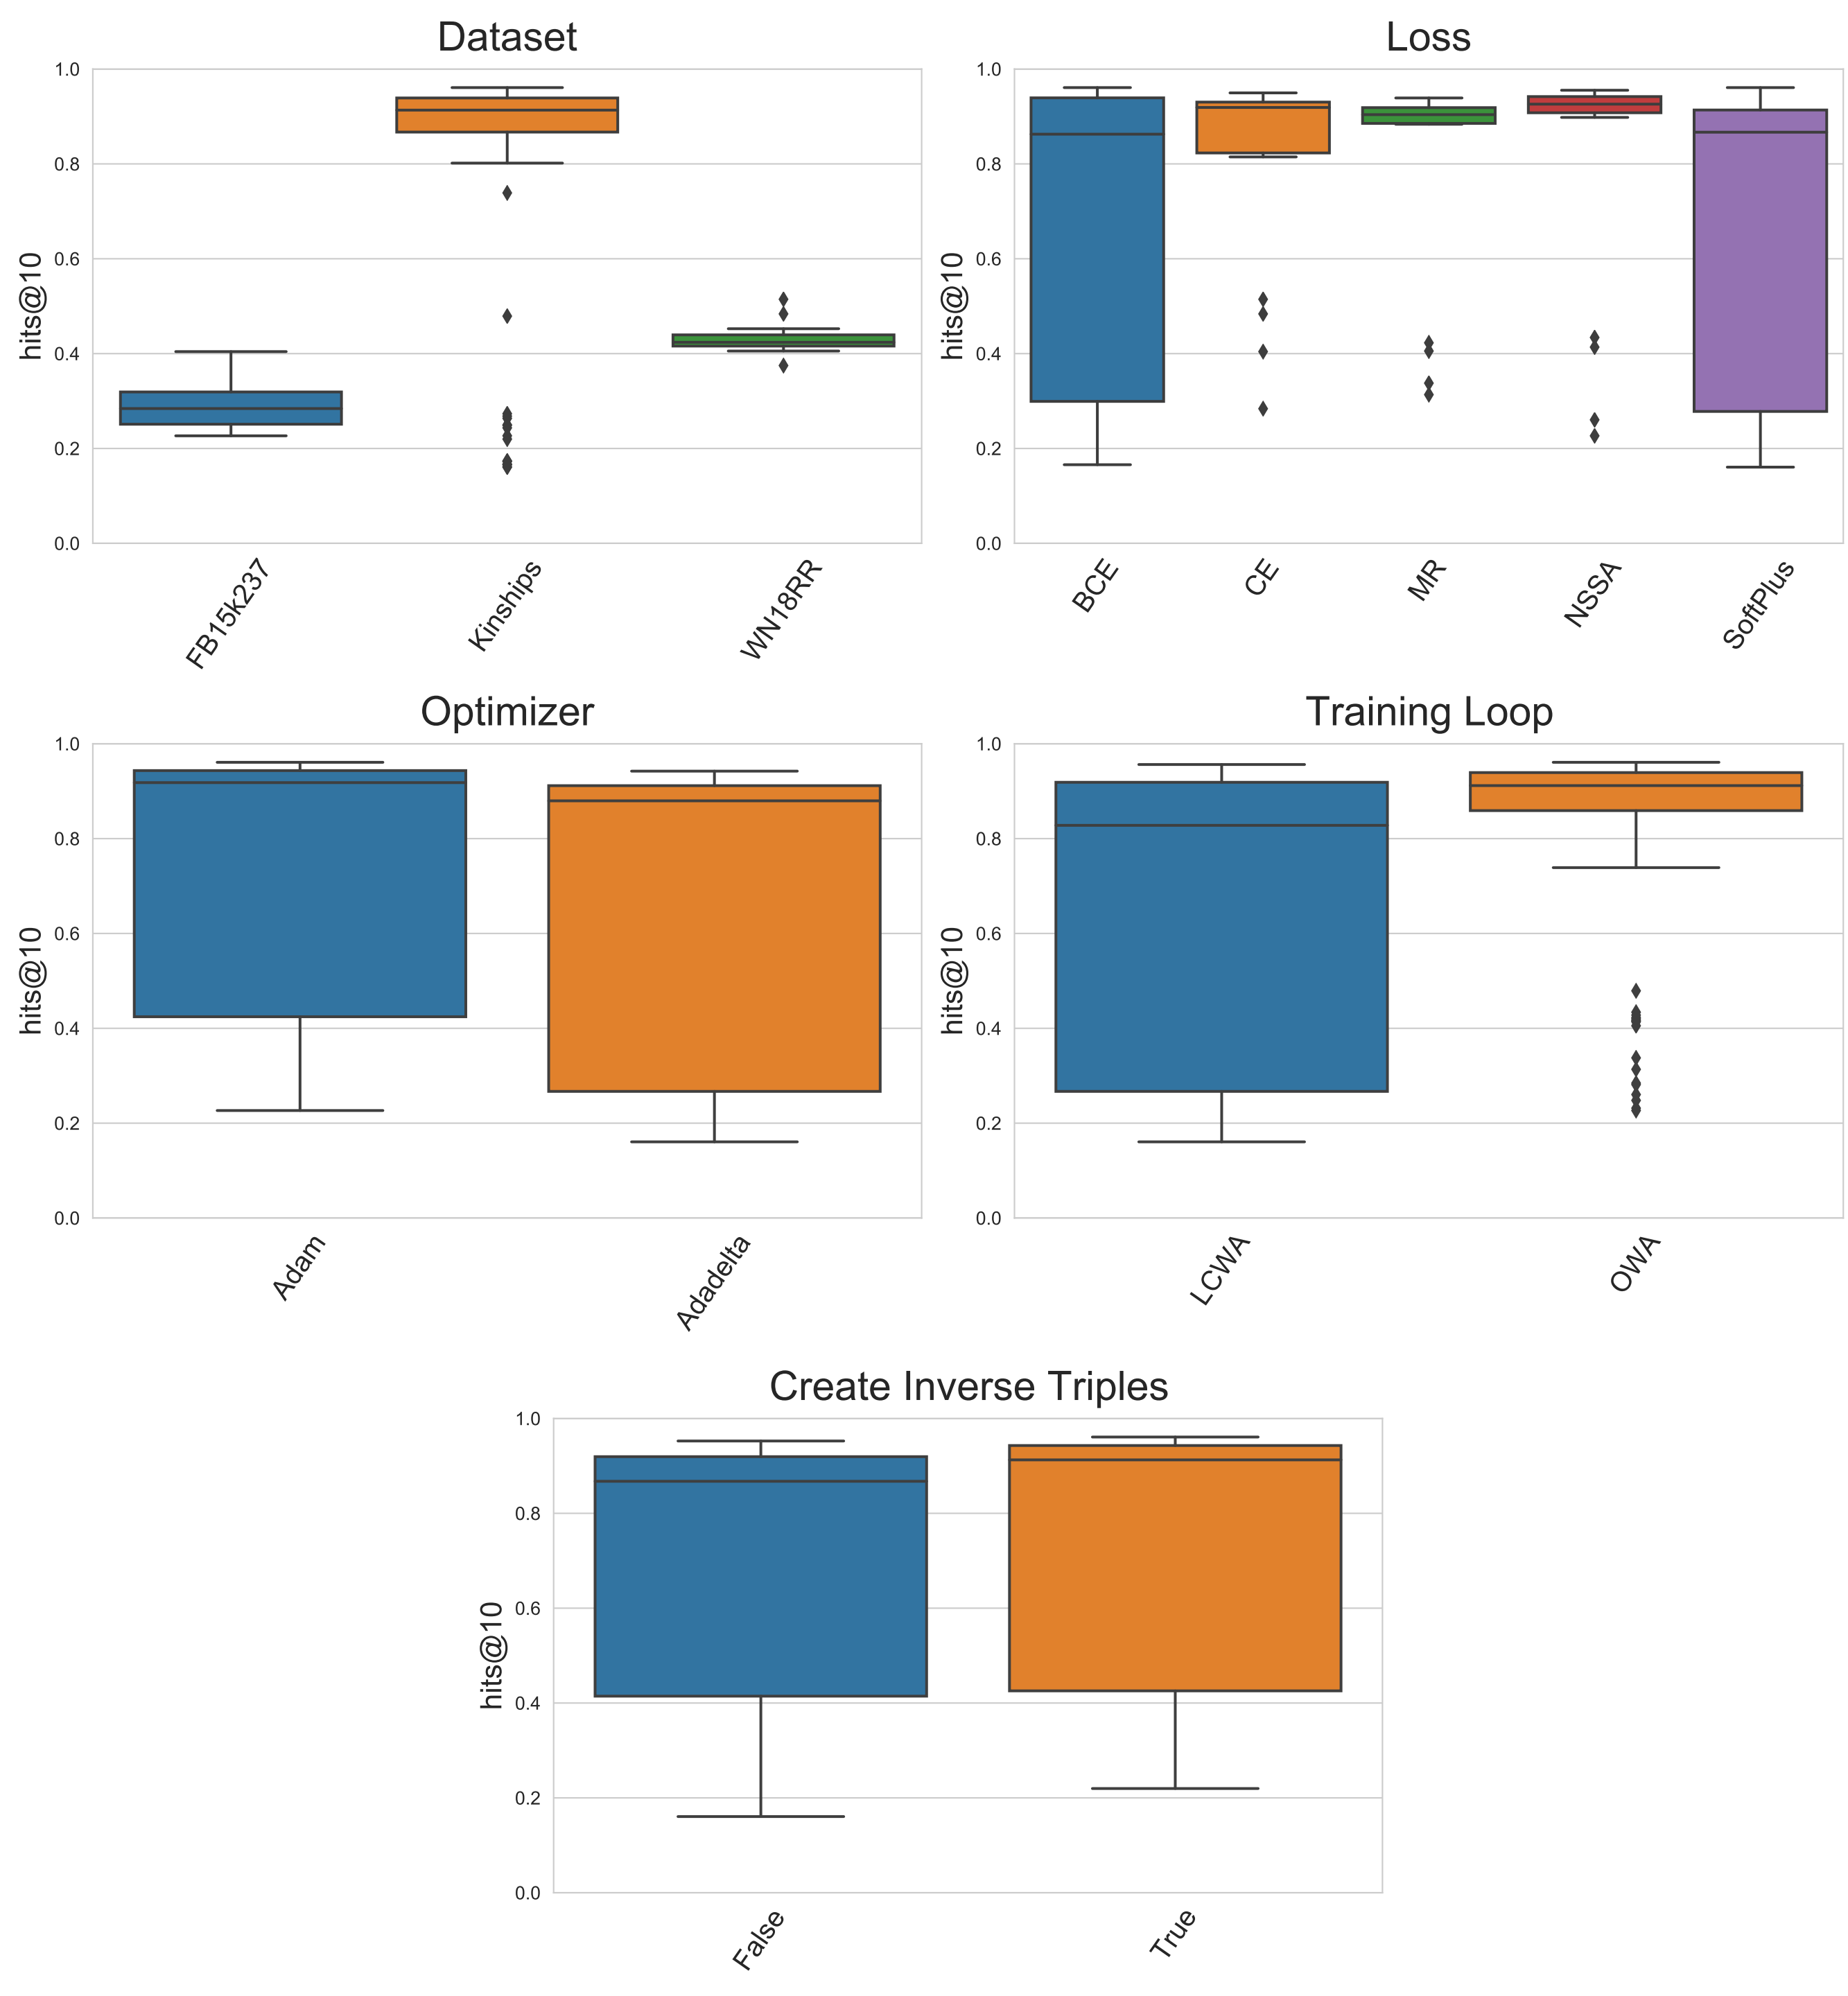 Dataset
hits@10
1.0
0.8
0.6
0.4
0.2
0.0
FB15k237
Kinships
WN18RR
Loss
hits@10
1.0
0.8
0.6
0.4
0.2
0.0
BCE
CE
MR
NSSA
SoftPlus
Optimizer
hits@10
1.0
0.8
0.6
0.4
0.2
0.0
Adam
Adadelta
Training Loop
hits@10
1.0
0.8
0.6
0.4
0.2
0.0
LCWA
OWA
Create Inverse Triples
hits@10
1.0
0.8
0.6
0.4
0.2
0.0
False
True